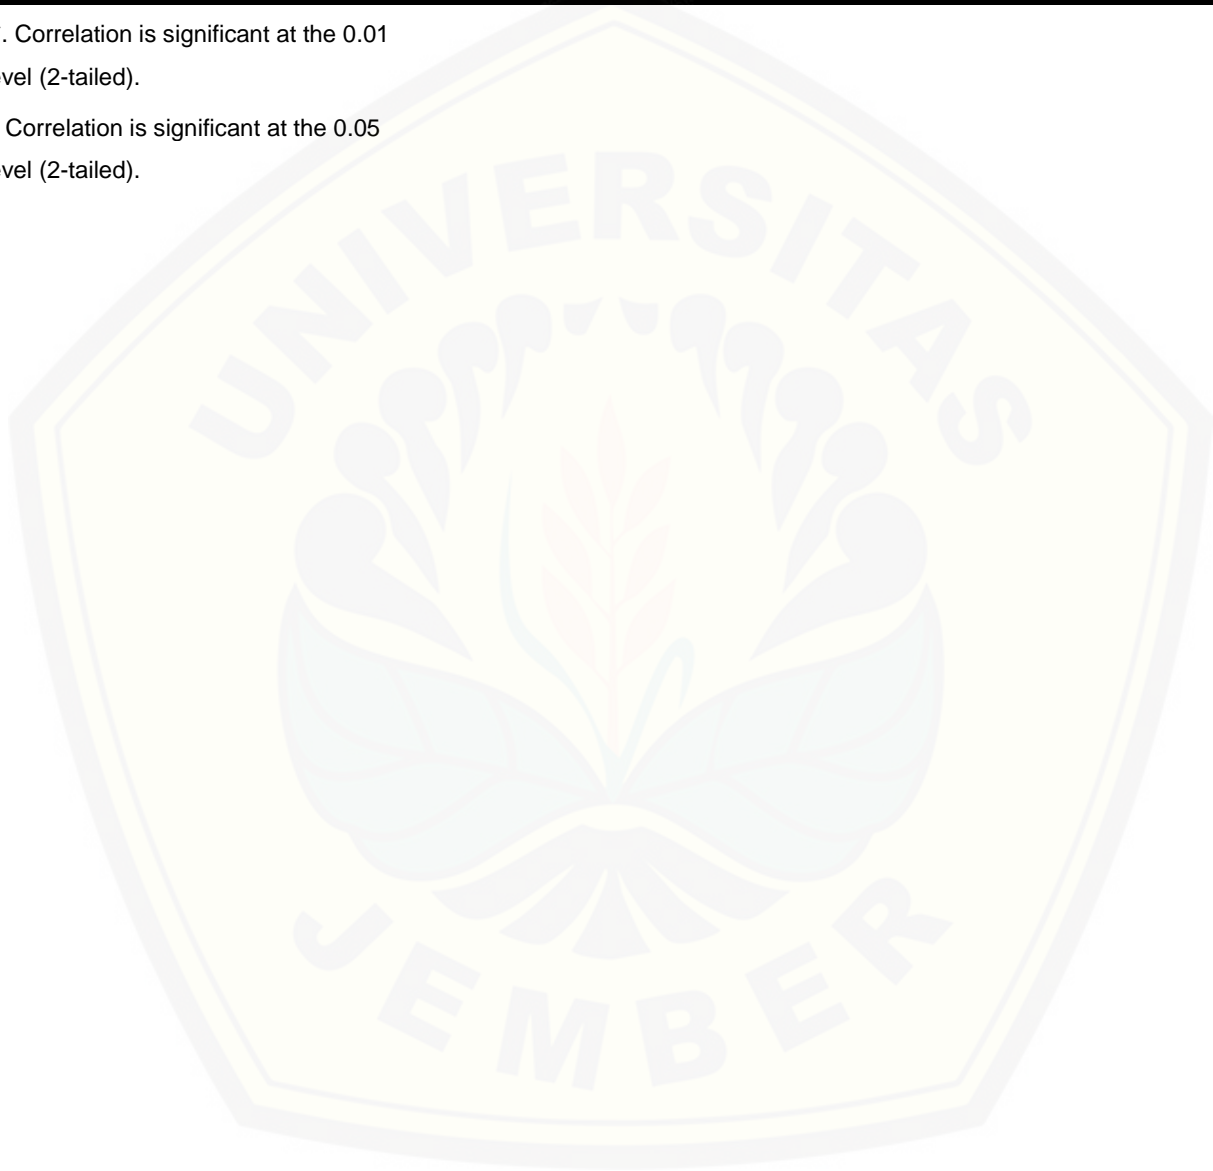 . Correlation is significant at the 0.01
vel (2-tailed).
Correlation is significant at the 0.05
vel (2-tailed).
UNIVERSITAS
JEMBER